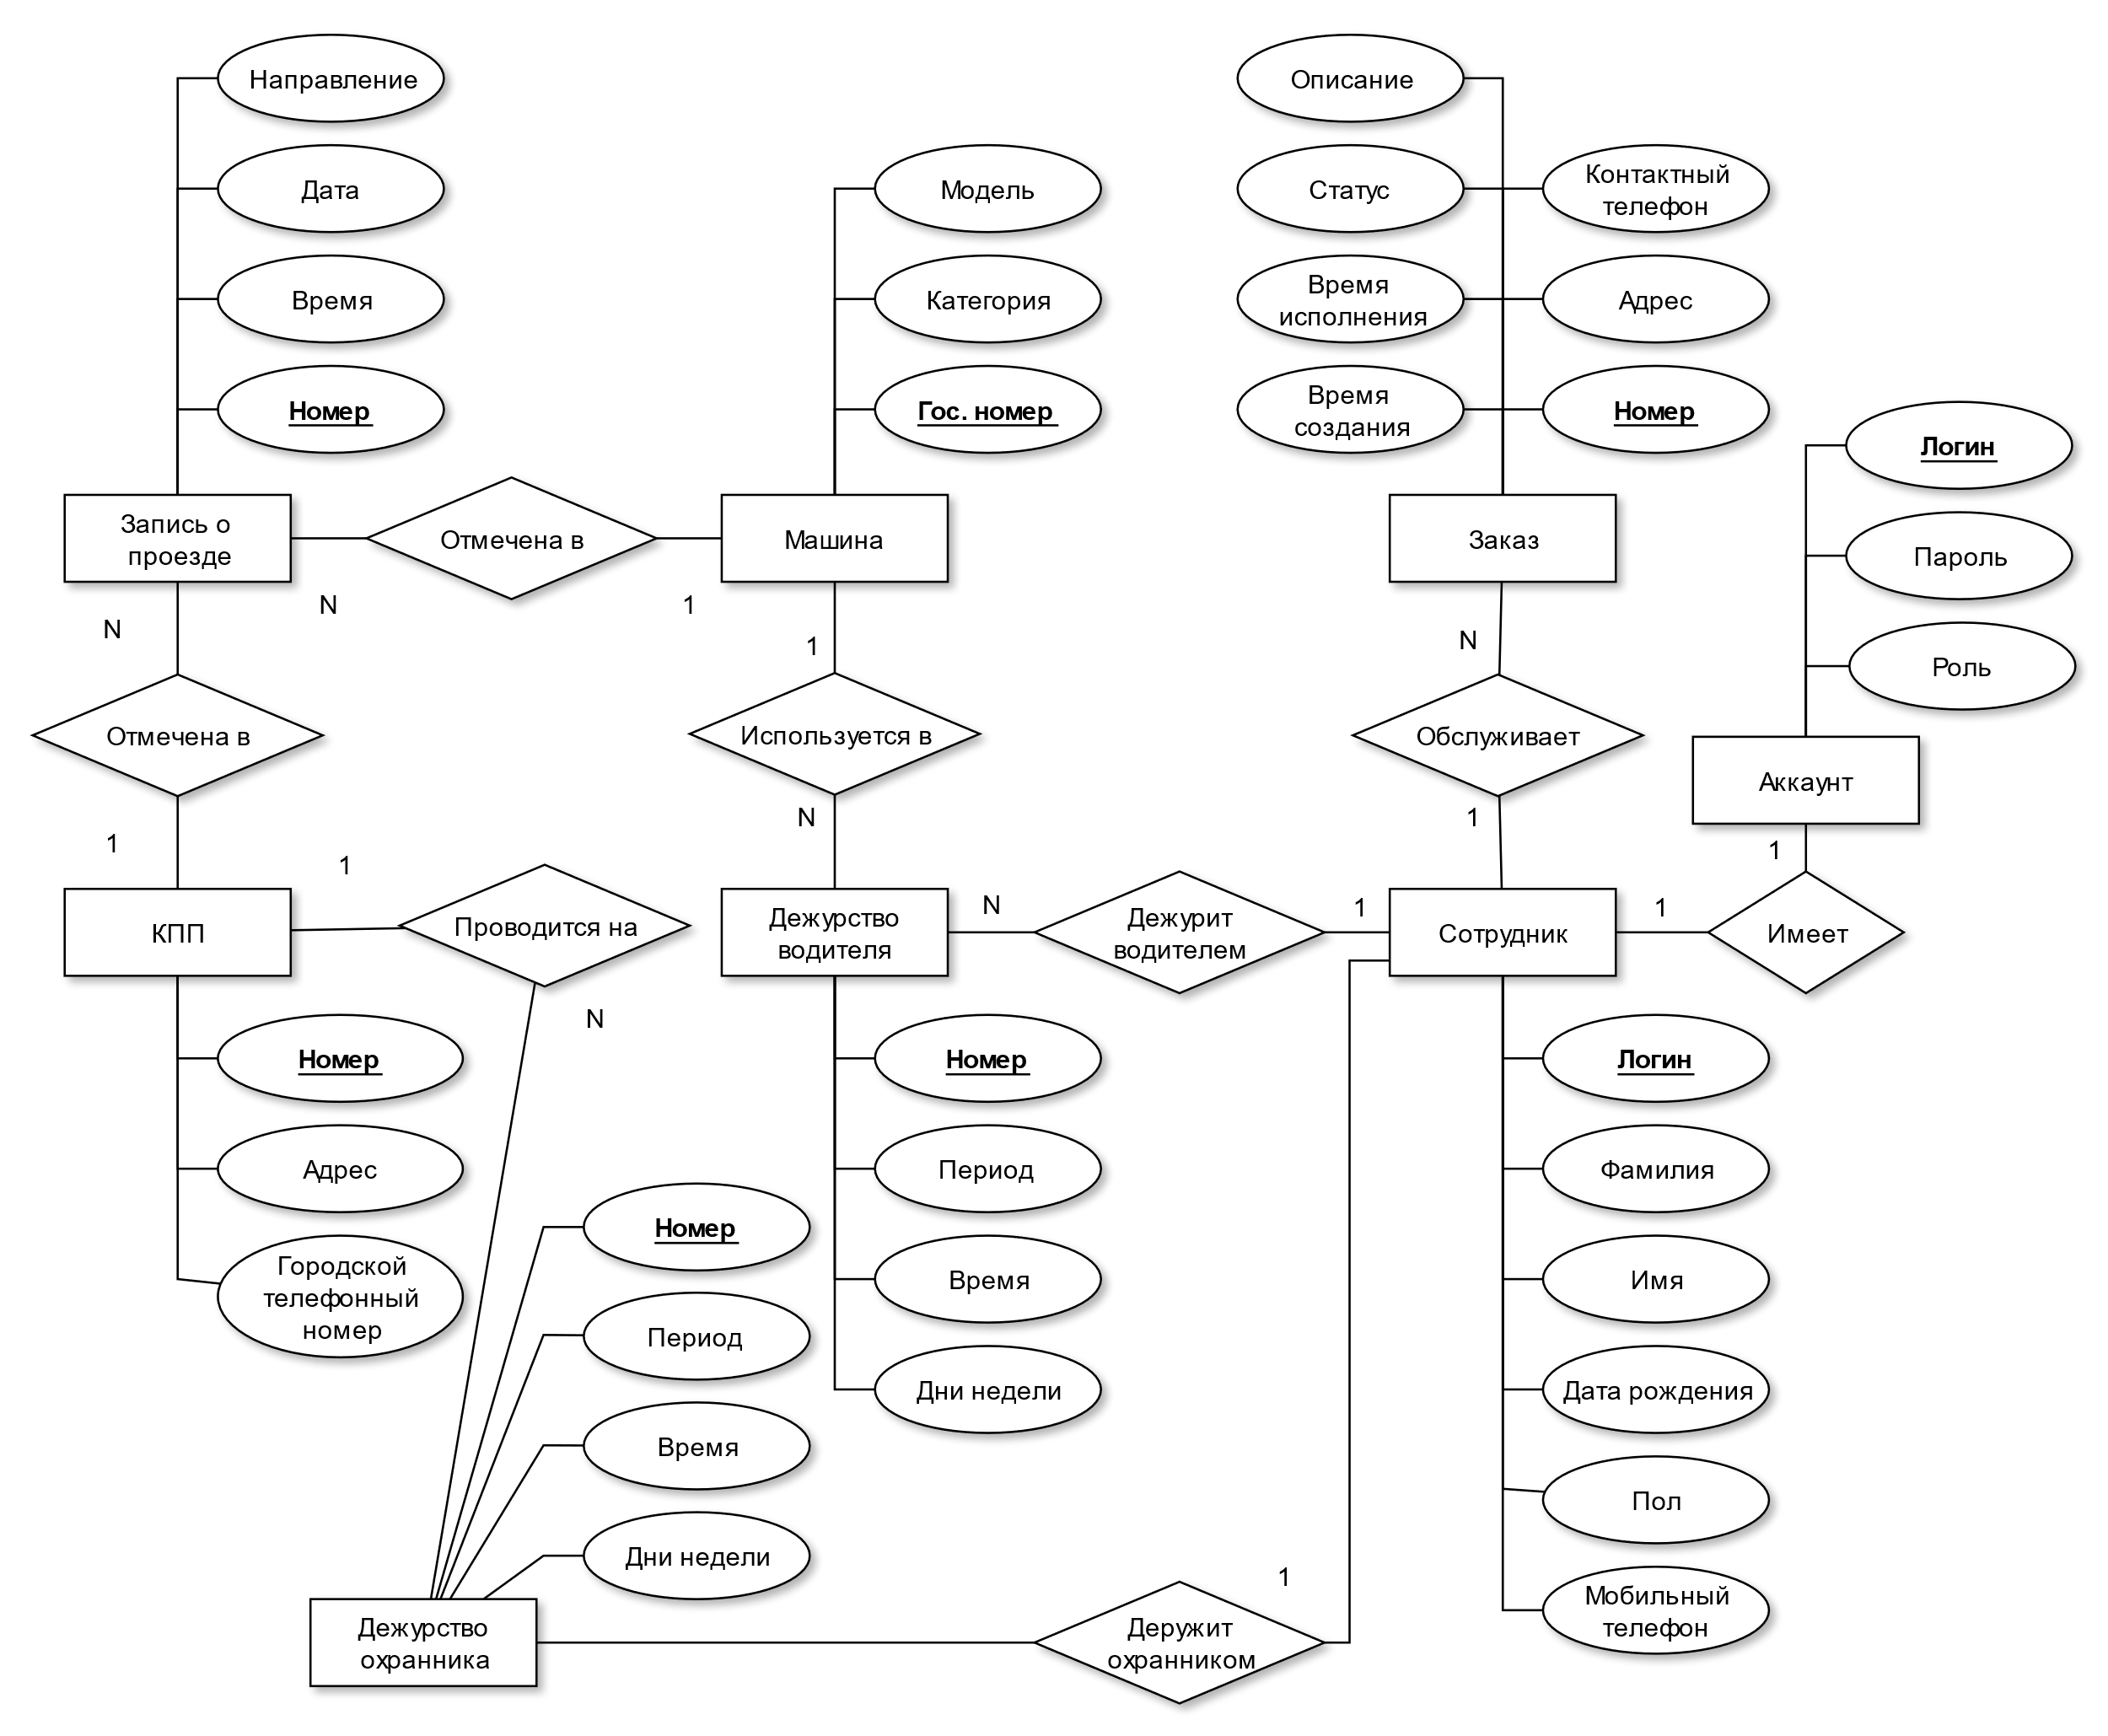 Направление
Описание
Дата
Модель
Статус
Контактный
телефон
Время
Категория
Время
исполнения
Адрес
Номер
Гос. номер
Время
создания
Номер
Логин
Запись о
проезде
Отмечена в
Машина
Заказ
Пароль
N
1
N
1
N
Роль
Отмечена в
Используется в
Обслуживает
Аккаунт
1
N
1
1
1
Проводится на
КПП
Дежурство
водителя
N
Дежурит
водителем
1
Сотрудник
1
Имеет
N
Номер
Номер
Логин
Адрес
Период
Фамилия
Номер
Городской
телефонный
номер
Время
Имя
Период
Дни недели
Дата рождения
Время
Пол
Дни недели
1
Мобильный
телефон
Дежурство
охранника
Деружит
охранником